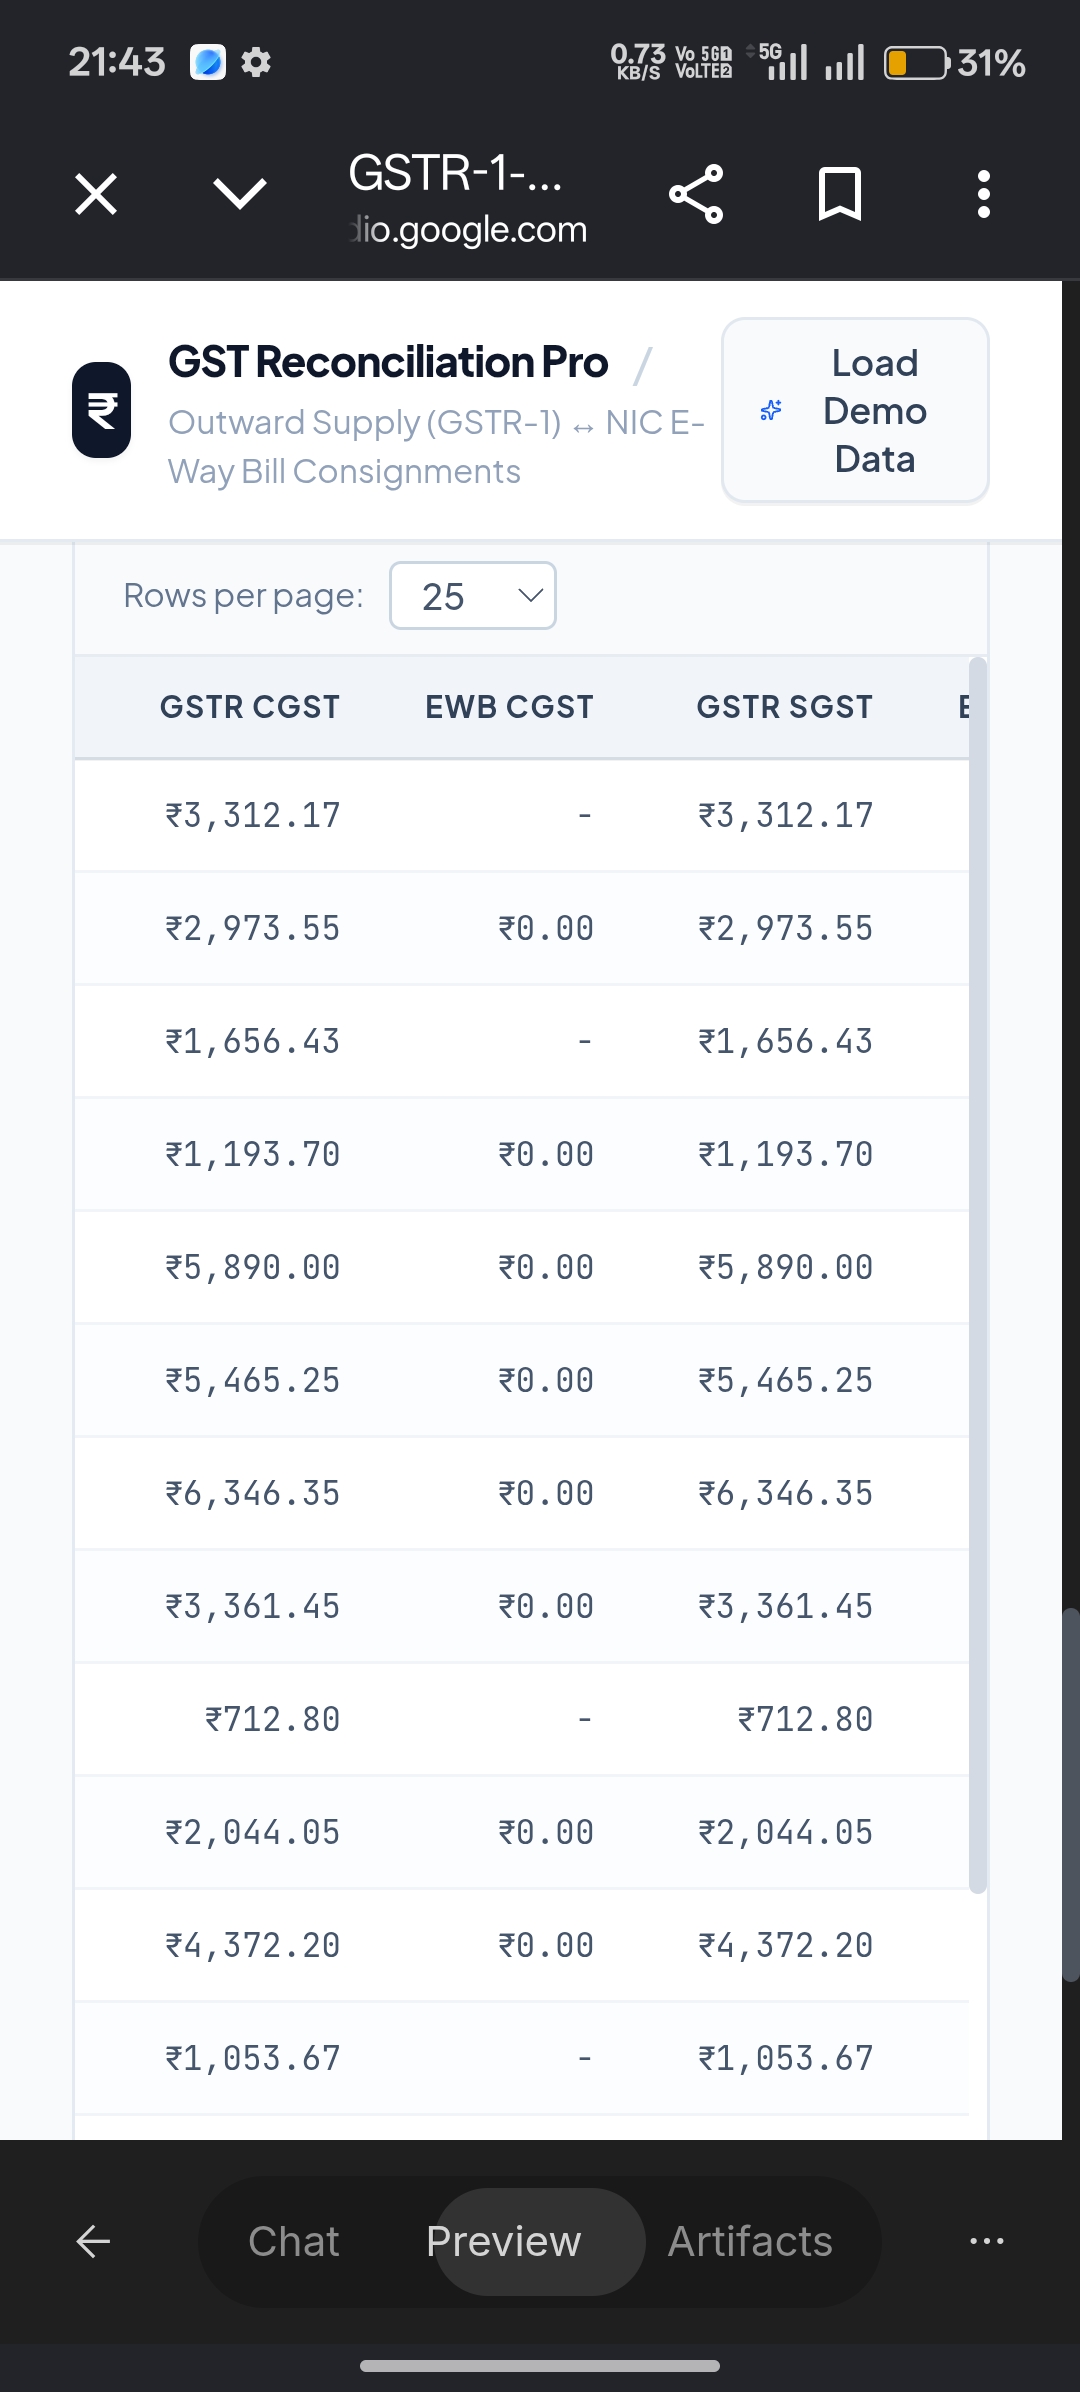 21:43
0.73 KB/S Vo 5G 1 VoLTE 2 5G 31%
GSTR-1-...
dio.google.com
₹
GST Reconciliation Pro /
Outward Supply (GSTR-1) ↔ NIC E-
Way Bill Consignments
Load
Demo
Data
Rows per page: 25
GSTR CGST EWB CGST GSTR SGST E
₹3,312.17 - ₹3,312.17
₹2,973.55 ₹0.00 ₹2,973.55
₹1,656.43 - ₹1,656.43
₹1,193.70 ₹0.00 ₹1,193.70
₹5,890.00 ₹0.00 ₹5,890.00
₹5,465.25 ₹0.00 ₹5,465.25
₹6,346.35 ₹0.00 ₹6,346.35
₹3,361.45 ₹0.00 ₹3,361.45
₹712.80 - ₹712.80
₹2,044.05 ₹0.00 ₹2,044.05
₹4,372.20 ₹0.00 ₹4,372.20
₹1,053.67 - ₹1,053.67
Chat Preview Artifacts